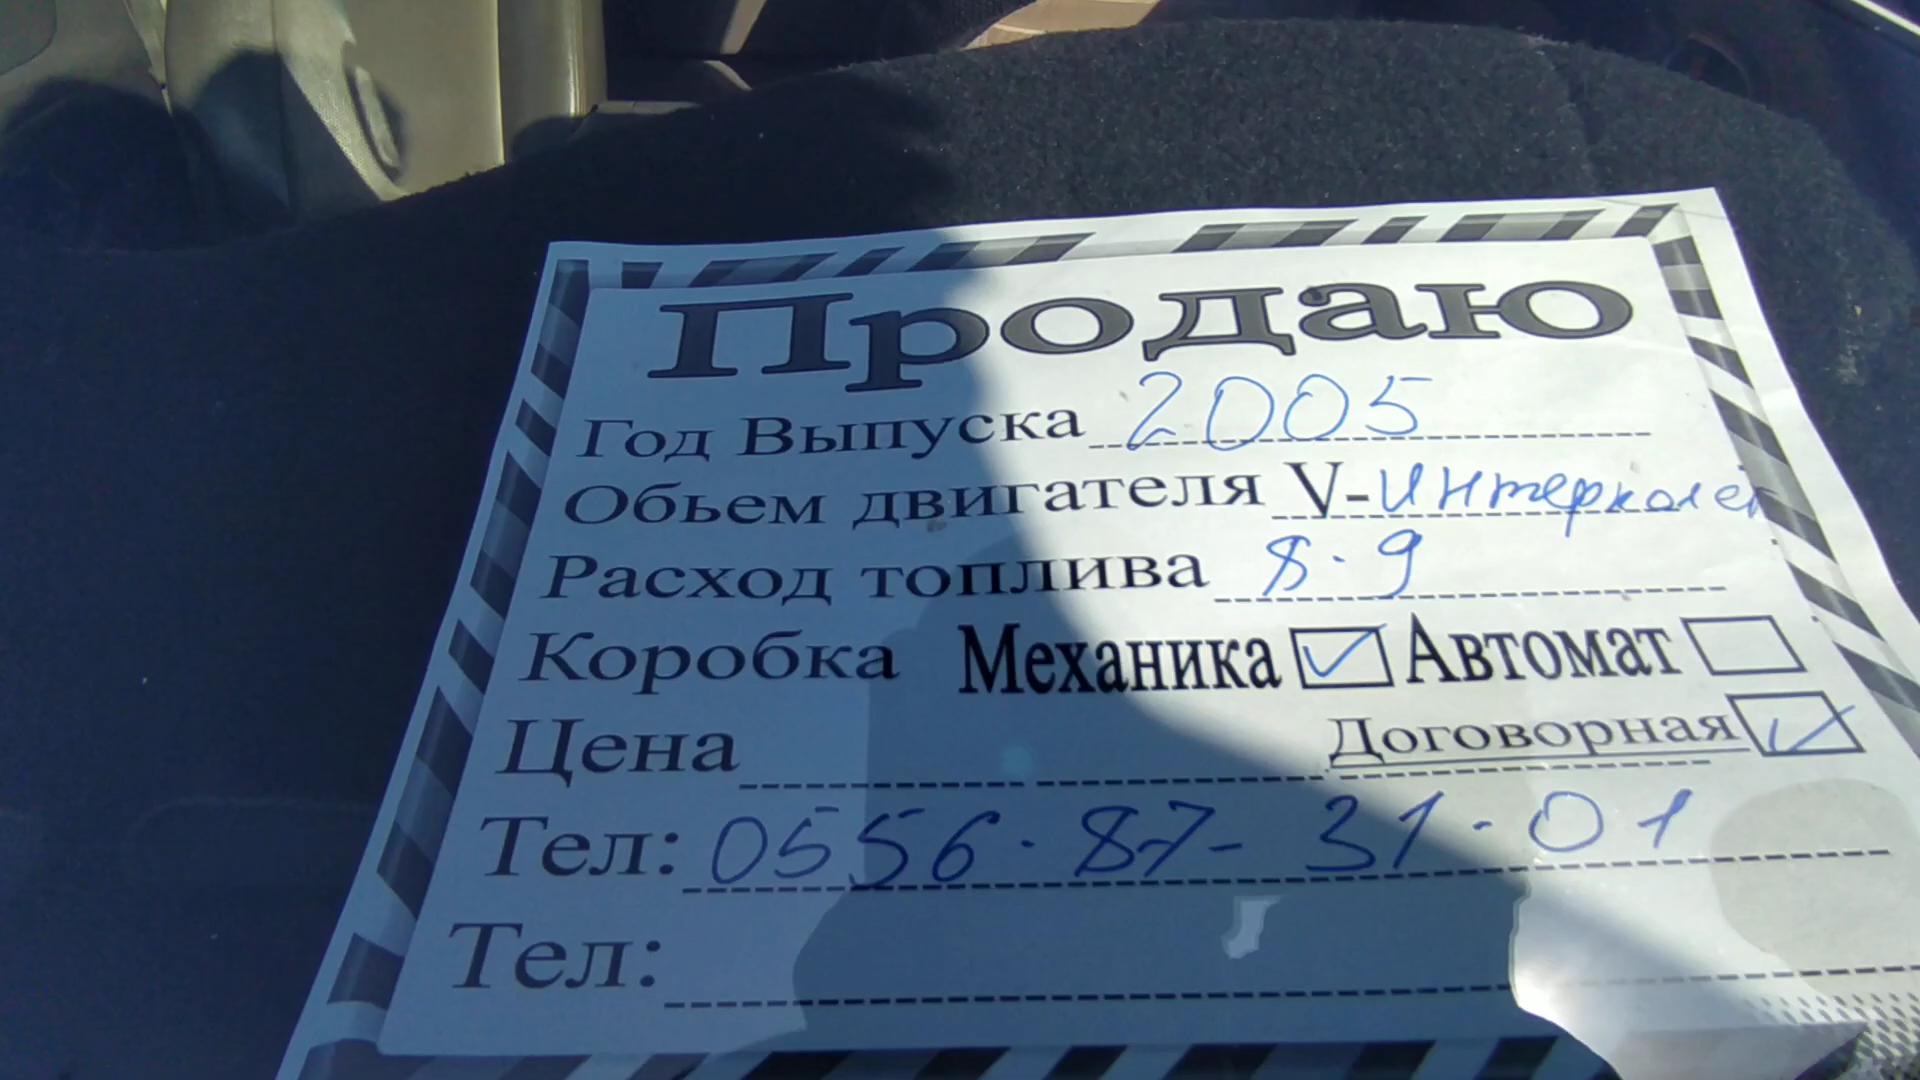 Продаю
Год Выпуска 2005
Обьем двигателя V-Интеркалер
Расход топлива 8-9
Коробка Механика ✓ Автомат
Цена Договорная ✓
Тел: 0556-87-31-01
Тел: